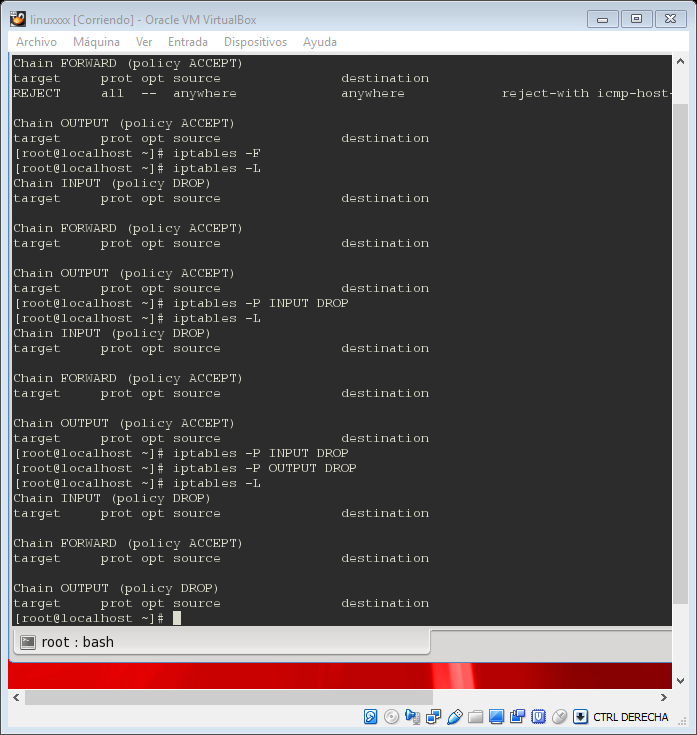 linuxxxx [Corriendo] - Oracle VM VirtualBox
Archivo Máquina Ver Entrada Dispositivos Ayuda
Chain FORWARD (policy ACCEPT)
target prot opt source destination
REJECT all -- anywhere anywhere reject-with icmp-host-
Chain OUTPUT (policy ACCEPT)
target prot opt source destination
[root@localhost ~]# iptables -F
[root@localhost ~]# iptables -L
Chain INPUT (policy DROP)
target prot opt source destination
Chain FORWARD (policy ACCEPT)
target prot opt source destination
Chain OUTPUT (policy ACCEPT)
target prot opt source destination
[root@localhost ~]# iptables -P INPUT DROP
[root@localhost ~]# iptables -L
Chain INPUT (policy DROP)
target prot opt source destination
Chain FORWARD (policy ACCEPT)
target prot opt source destination
Chain OUTPUT (policy ACCEPT)
target prot opt source destination
[root@localhost ~]# iptables -P INPUT DROP
[root@localhost ~]# iptables -P OUTPUT DROP
[root@localhost ~]# iptables -L
Chain INPUT (policy DROP)
target prot opt source destination
Chain FORWARD (policy ACCEPT)
target prot opt source destination
Chain OUTPUT (policy DROP)
target prot opt source destination
[root@localhost ~]#
root : bash
CTRL DERECHA